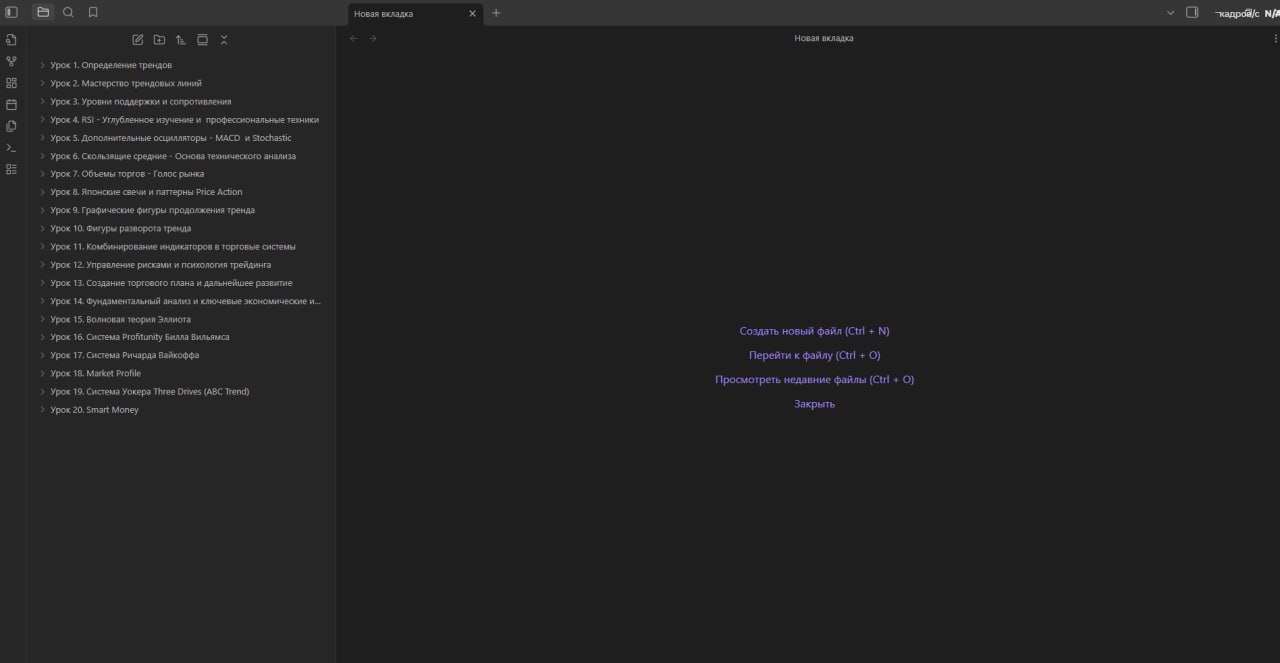 Новая вкладка
Новая вкладка
Урок 1. Определение трендов
Урок 2. Мастерство трендовых линий
Урок 3. Уровни поддержки и сопротивления
Урок 4. RSI - Углубленное изучение и  профессиональные техники
Урок 5. Дополнительные осцилляторы - MACD  и Stochastic
Урок 6. Скользящие средние - Основа технического анализа
Урок 7. Объемы торгов - Голос рынка
Урок 8. Японские свечи и паттерны Price Action
Урок 9. Графические фигуры продолжения тренда
Урок 10. Фигуры разворота тренда
Урок 11. Комбинирование индикаторов в торговые системы
Урок 12. Управление рисками и психология трейдинга
Урок 13. Создание торгового плана и дальнейшее развитие
Урок 14. Фундаментальный анализ и ключевые экономические и...
Урок 15. Волновая теория Эллиота
Урок 16. Система Profitunity Билла Вильямса
Урок 17. Система Ричарда Вайкоффа
Урок 18. Market Profile
Урок 19. Система Уокера Three Drives (ABC Trend)
Урок 20. Smart Money
Создать новый файл (Ctrl + N)
Перейти к файлу (Ctrl + O)
Просмотреть недавние файлы (Ctrl + O)
Закрыть